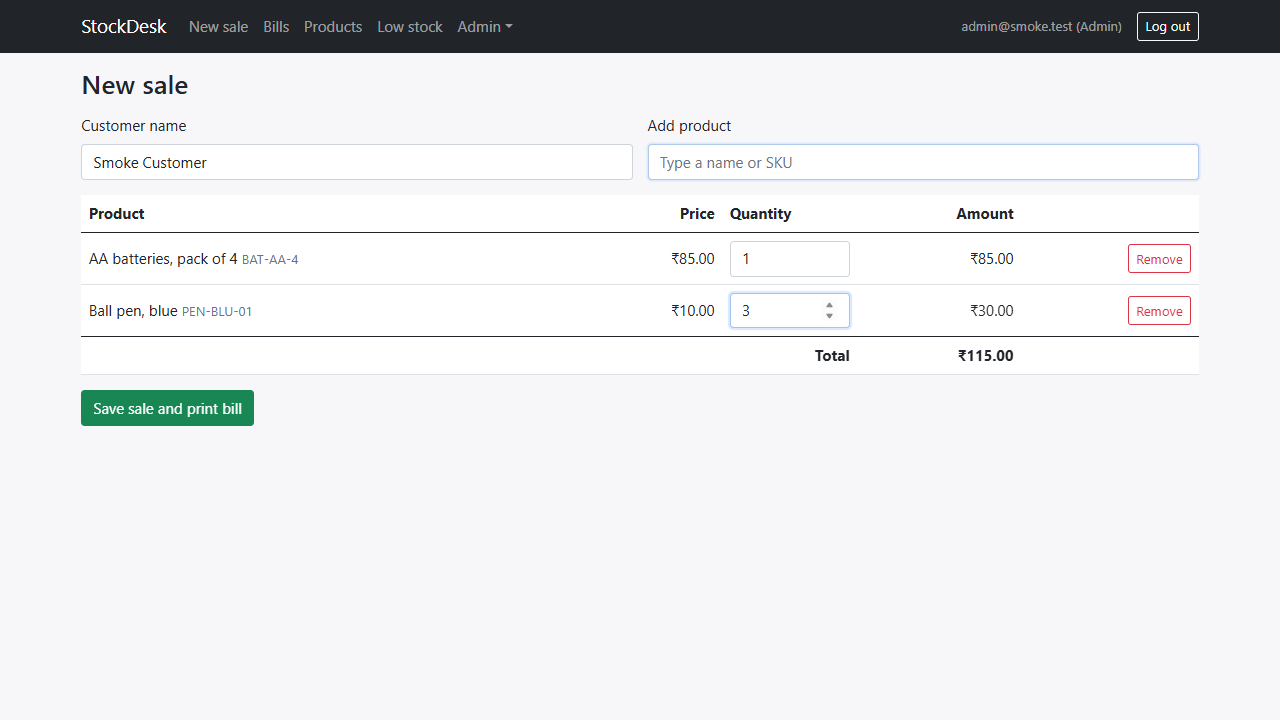 StockDesk New sale Bills Products Low stock Admin admin@smoke.test (Admin) Log out
New sale
Customer name Add product
Smoke Customer Type a name or SKU
Product Price Quantity Amount
AA batteries, pack of 4 BAT-AA-4 ₹85.00 1 ₹85.00 Remove
Ball pen, blue PEN-BLU-01 ₹10.00 3 ₹30.00 Remove
Total ₹115.00
Save sale and print bill